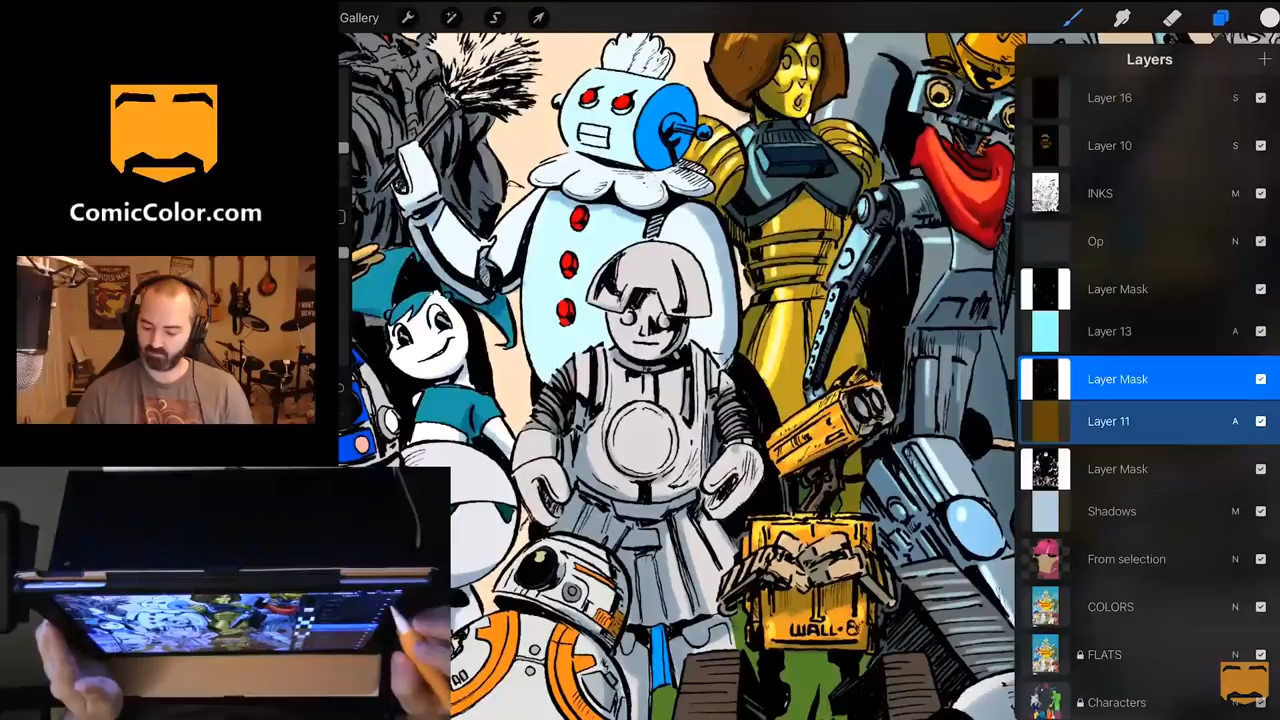 Gallery
Layers
Layer 16 S
Layer 10 S
INKS M
Op N
Layer Mask
Layer 13 A
Layer Mask
Layer 11 A
Layer Mask
Shadows M
From selection N
COLORS N
FLATS N
Characters
ComicColor.com
WALL•E